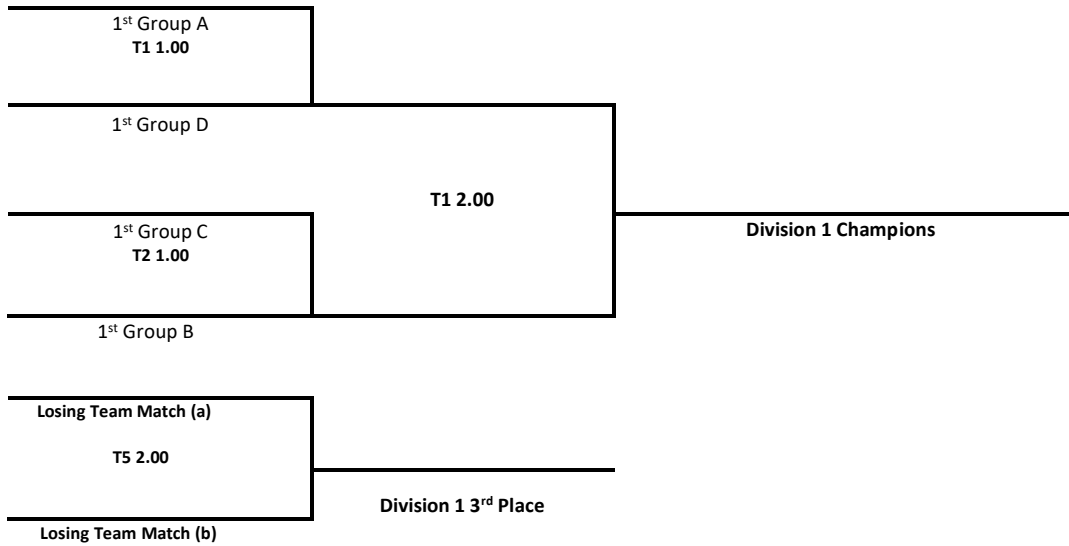 1st Group A
T1 1.00
1st Group D
T1 2.00
1st Group C
T2 1.00
Division 1 Champions
1st Group B
Losing Team Match (a)
T5 2.00
Division 1 3rd Place
Losing Team Match (b)